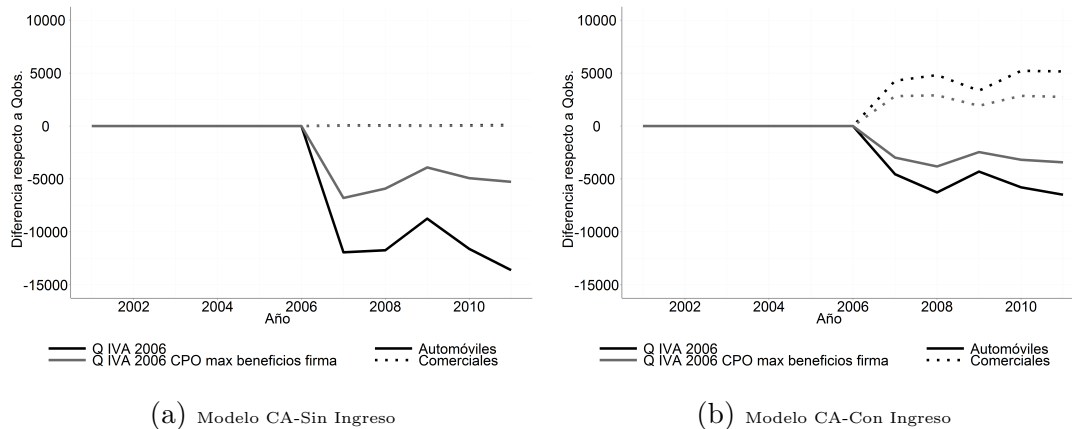 10000
5000
0
-5000
-10000
-15000
Diferencia respecto a Qobs.
2002 2004 2006 2008 2010
Año
Q IVA 2006
Q IVA 2006 CPO max beneficios firma
Automóviles
Comerciales
(a) Modelo CA-Sin Ingreso
10000
5000
0
-5000
-10000
-15000
Diferencia respecto a Qobs.
2002 2004 2006 2008 2010
Año
Q IVA 2006
Q IVA 2006 CPO max beneficios firma
Automóviles
Comerciales
(b) Modelo CA-Con Ingreso